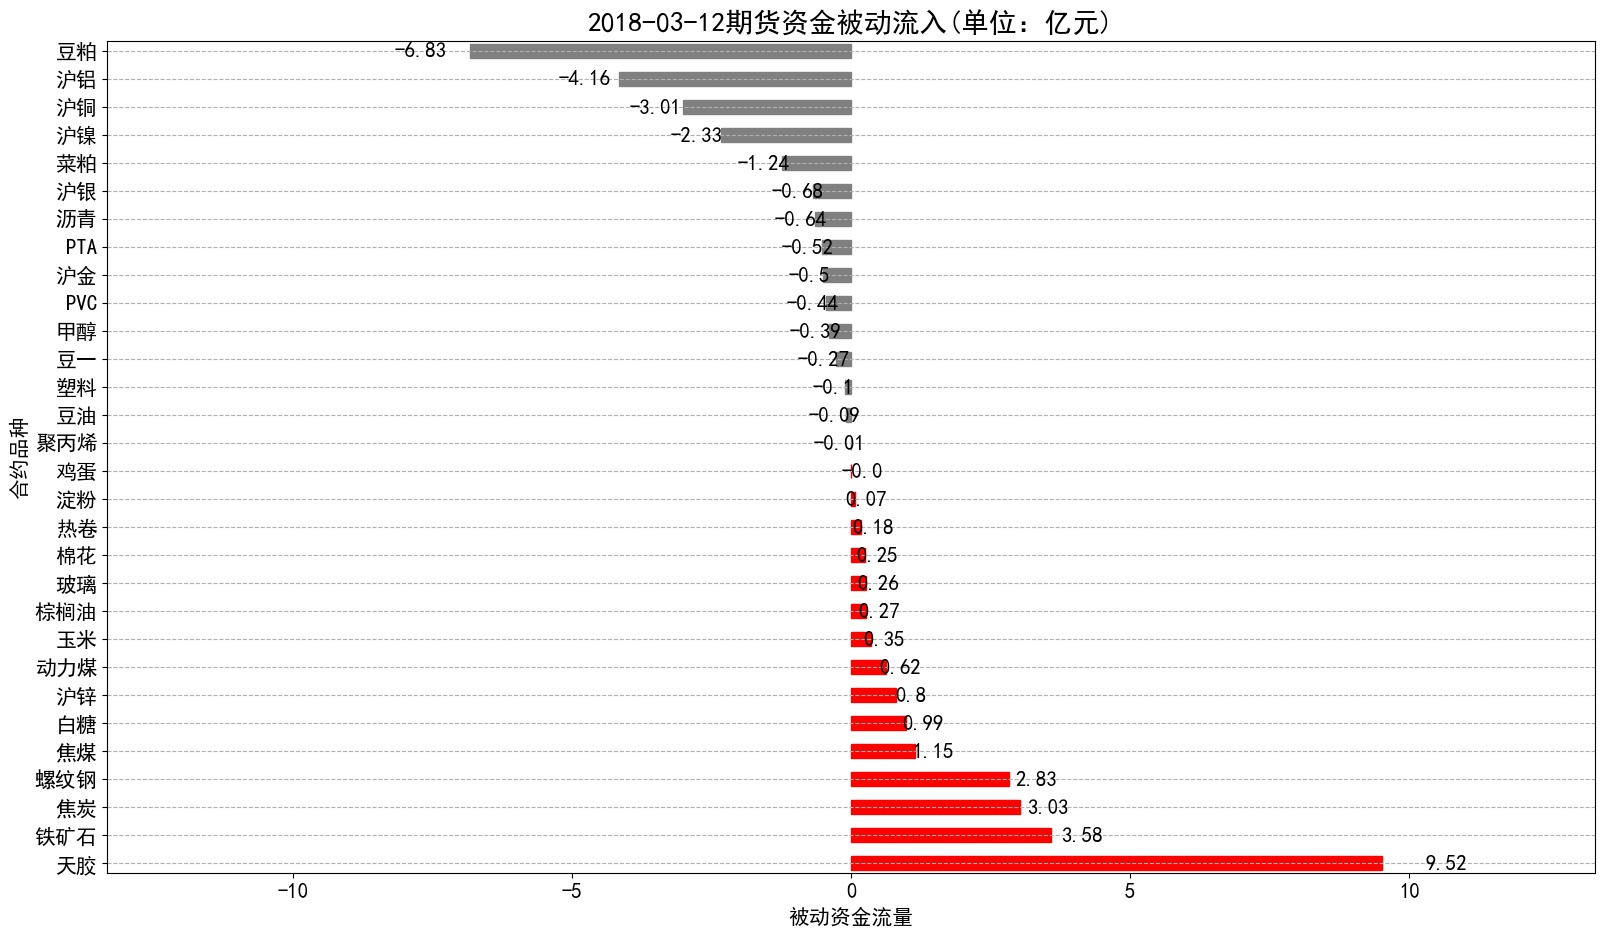 2018-03-12期货资金被动流入(单位：亿元)
豆粕 -6.83
沪铝 -4.16
沪铜 -3.01
沪镍 -2.33
菜粕 -1.24
沪银 -0.68
沥青 -0.64
PTA -0.52
沪金 -0.5
PVC -0.44
甲醇 -0.39
豆一 -0.27
塑料 -0.1
豆油 -0.09
聚丙烯 -0.01
鸡蛋 -0.0
淀粉 0.07
热卷 0.18
棉花 0.25
玻璃 0.26
棕榈油 0.27
玉米 0.35
动力煤 0.62
沪锌 0.8
白糖 0.99
焦煤 1.15
螺纹钢 2.83
焦炭 3.03
铁矿石 3.58
天胶 9.52
合约品种
-10 -5 0 5 10
被动资金流量